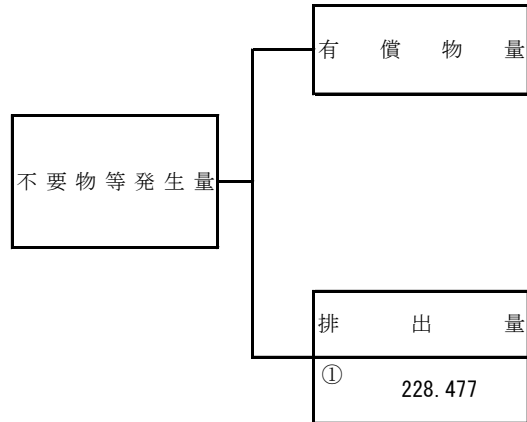 有償物量
不要物等発生量
排出量
①
228.477